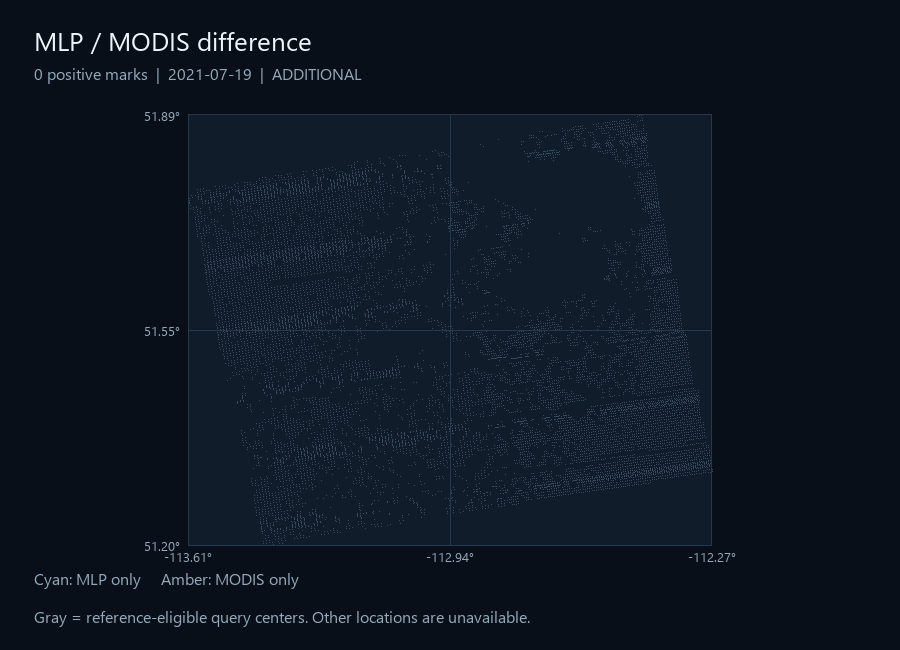 MLP / MODIS difference
0 positive marks | 2021-07-19 | ADDITIONAL
51.89°
51.55°
51.20°
-113.61° -112.94° -112.27°
Cyan: MLP only Amber: MODIS only
Gray = reference-eligible query centers. Other locations are unavailable.